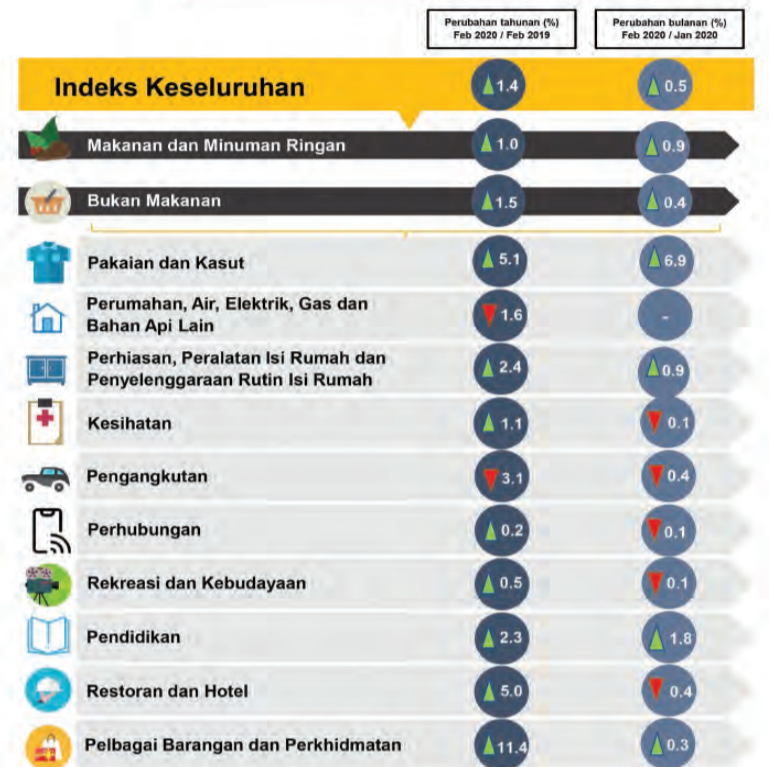 Perubahan tahunan (%)
Feb 2020 / Feb 2019
Perubahan bulanan (%)
Feb 2020 / Jan 2020
Indeks Keseluruhan ▲1.4 ▲0.5
Makanan dan Minuman Ringan ▲1.0 ▲0.9
Bukan Makanan ▲1.5 ▲0.4
Pakaian dan Kasut ▲5.1 ▲6.9
Perumahan, Air, Elektrik, Gas dan
Bahan Api Lain ▼1.6 -
Perhiasan, Peralatan Isi Rumah dan
Penyelenggaraan Rutin Isi Rumah ▲2.4 ▲0.9
Kesihatan ▲1.1 ▼0.1
Pengangkutan ▼3.1 ▼0.4
Perhubungan ▲0.2 ▼0.1
Rekreasi dan Kebudayaan ▲0.5 ▼0.1
Pendidikan ▲2.3 ▲1.8
Restoran dan Hotel ▲5.0 ▼0.4
Pelbagai Barangan dan Perkhidmatan ▲11.4 ▲0.3